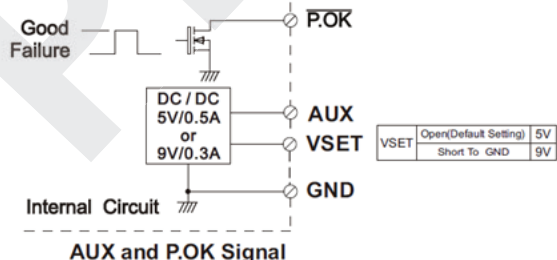 P.OK
Good
Failure
DC / DC
5V/0.5A
or
9V/0.3A
AUX
VSET
GND
VSET
Open(Default Setting) 5V
Short To GND 9V
Internal Circuit
AUX and P.OK Signal